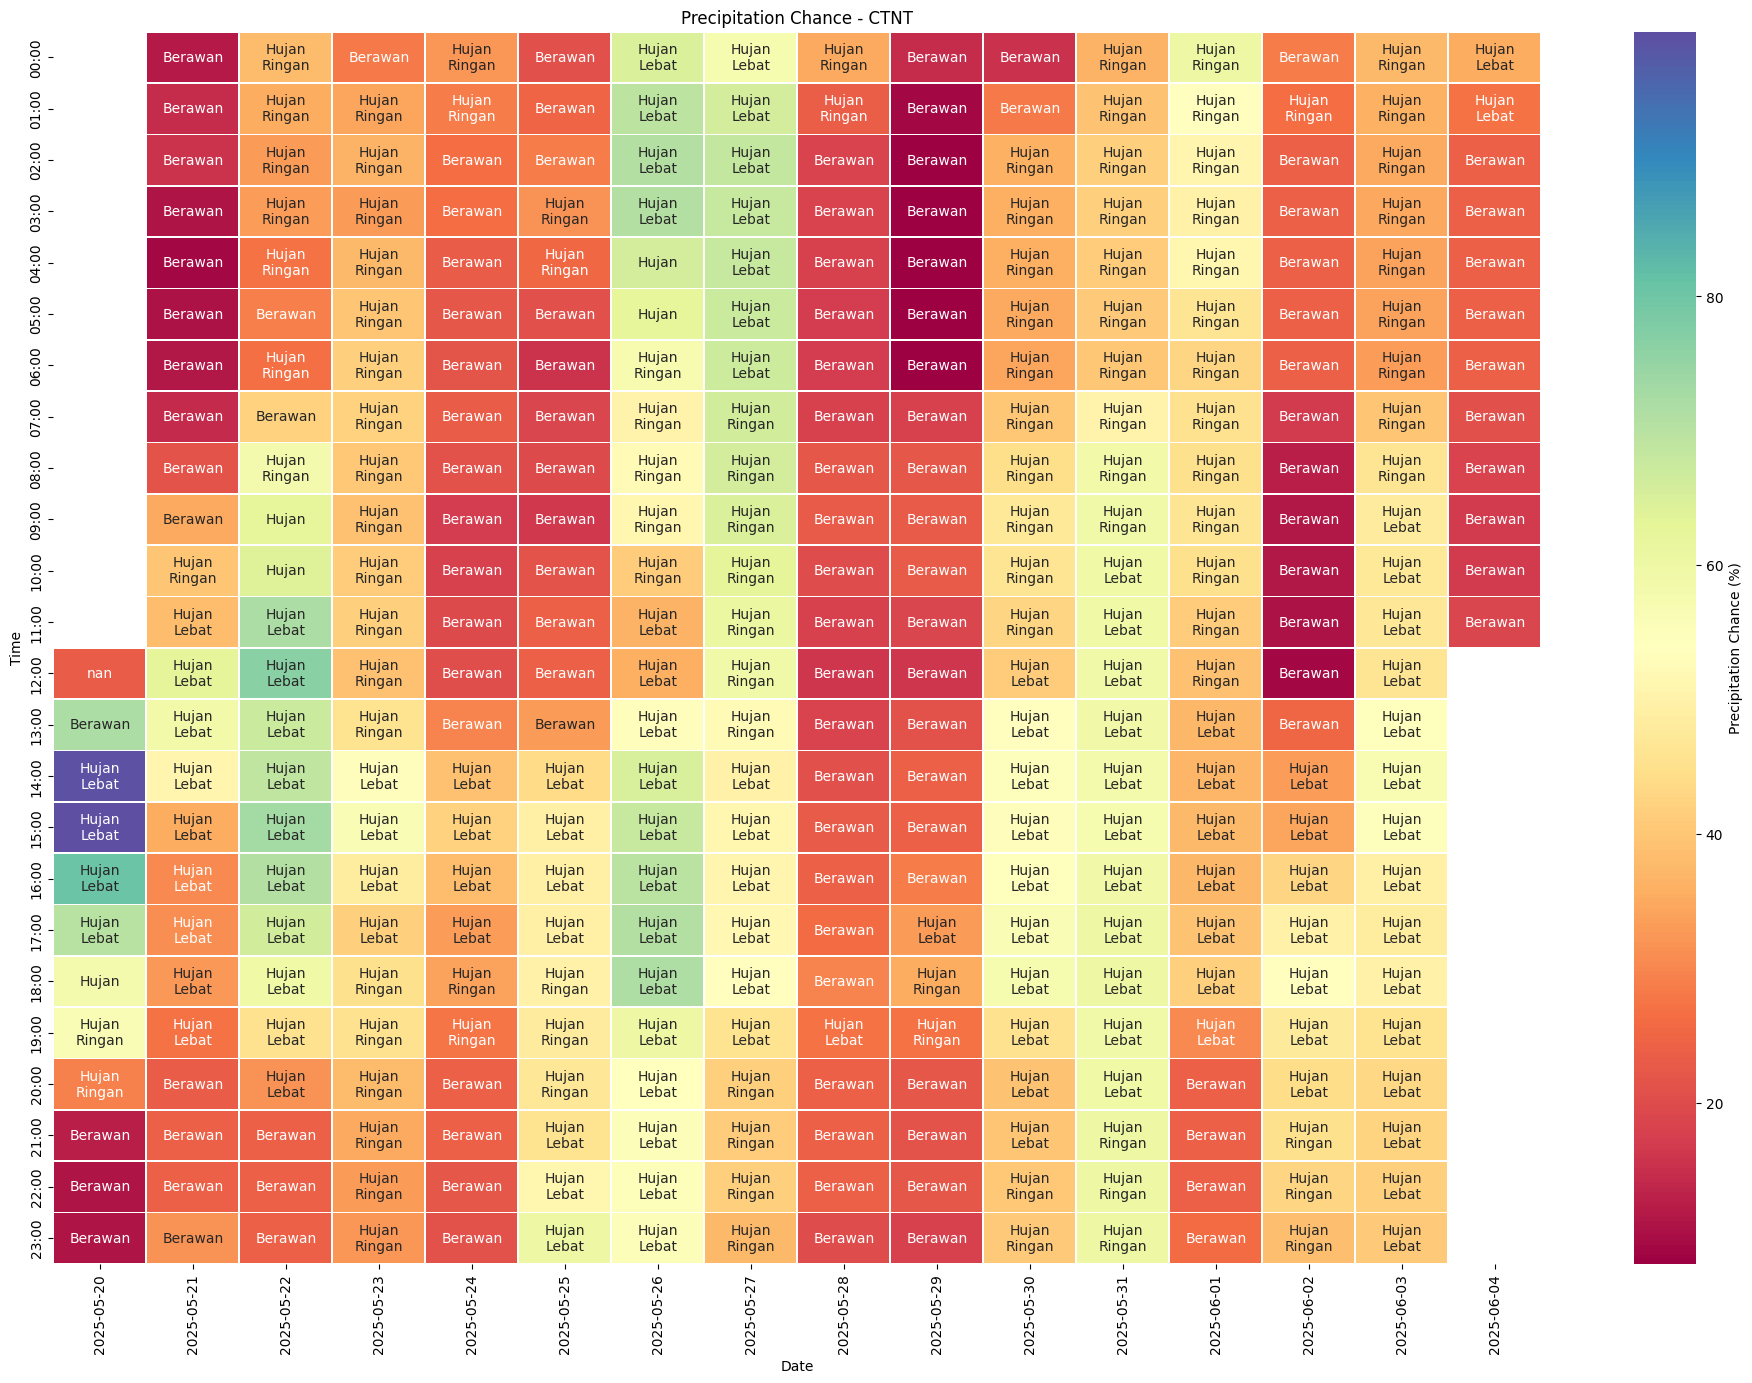 Precipitation Chance - CTNT
00:00 Berawan Hujan Ringan Berawan Hujan Ringan Berawan Hujan Lebat Hujan Lebat Hujan Ringan Berawan Berawan Hujan Ringan Hujan Ringan Berawan Hujan Ringan Hujan Lebat
01:00 Berawan Hujan Ringan Hujan Ringan Hujan Ringan Berawan Hujan Lebat Hujan Lebat Hujan Ringan Berawan Berawan Hujan Ringan Hujan Ringan Hujan Ringan Hujan Ringan Hujan Lebat
02:00 Berawan Hujan Ringan Hujan Ringan Berawan Berawan Hujan Lebat Hujan Lebat Berawan Berawan Hujan Ringan Hujan Ringan Hujan Ringan Berawan Hujan Ringan Berawan
03:00 Berawan Hujan Ringan Hujan Ringan Berawan Hujan Ringan Hujan Lebat Hujan Lebat Berawan Berawan Hujan Ringan Hujan Ringan Hujan Ringan Berawan Hujan Ringan Berawan
04:00 Berawan Hujan Ringan Hujan Ringan Berawan Hujan Ringan Hujan Hujan Lebat Berawan Berawan Hujan Ringan Hujan Ringan Hujan Ringan Berawan Hujan Ringan Berawan
05:00 Berawan Berawan Hujan Ringan Berawan Berawan Hujan Hujan Lebat Berawan Berawan Hujan Ringan Hujan Ringan Hujan Ringan Berawan Hujan Ringan Berawan
06:00 Berawan Hujan Ringan Hujan Ringan Berawan Berawan Hujan Ringan Hujan Lebat Berawan Berawan Hujan Ringan Hujan Ringan Hujan Ringan Berawan Hujan Ringan Berawan
07:00 Berawan Berawan Hujan Ringan Berawan Berawan Hujan Ringan Hujan Ringan Berawan Berawan Hujan Ringan Hujan Ringan Hujan Ringan Berawan Hujan Ringan Berawan
08:00 Berawan Hujan Ringan Hujan Ringan Berawan Berawan Hujan Ringan Hujan Ringan Berawan Berawan Hujan Ringan Hujan Ringan Hujan Ringan Berawan Hujan Ringan Berawan
09:00 Berawan Hujan Hujan Ringan Berawan Berawan Hujan Ringan Hujan Ringan Berawan Berawan Hujan Ringan Hujan Ringan Hujan Ringan Berawan Hujan Lebat Berawan
10:00 Hujan Ringan Hujan Hujan Ringan Berawan Berawan Hujan Ringan Hujan Ringan Berawan Berawan Hujan Ringan Hujan Lebat Hujan Ringan Berawan Hujan Lebat Berawan
11:00 Hujan Lebat Hujan Lebat Hujan Ringan Berawan Berawan Hujan Lebat Hujan Ringan Berawan Berawan Hujan Ringan Hujan Lebat Hujan Ringan Berawan Hujan Lebat Berawan
12:00 nan Hujan Lebat Hujan Lebat Hujan Ringan Berawan Berawan Hujan Lebat Hujan Ringan Berawan Berawan Hujan Lebat Hujan Lebat Hujan Ringan Berawan Hujan Lebat
13:00 Berawan Hujan Lebat Hujan Lebat Hujan Ringan Berawan Berawan Hujan Lebat Hujan Ringan Berawan Berawan Hujan Lebat Hujan Lebat Hujan Lebat Berawan Hujan Lebat
14:00 Hujan Lebat Hujan Lebat Hujan Lebat Hujan Lebat Hujan Lebat Hujan Lebat Hujan Lebat Hujan Lebat Berawan Berawan Hujan Lebat Hujan Lebat Hujan Lebat Hujan Lebat Hujan Lebat
15:00 Hujan Lebat Hujan Lebat Hujan Lebat Hujan Lebat Hujan Lebat Hujan Lebat Hujan Lebat Hujan Lebat Berawan Berawan Hujan Lebat Hujan Lebat Hujan Lebat Hujan Lebat Hujan Lebat
16:00 Hujan Lebat Hujan Lebat Hujan Lebat Hujan Lebat Hujan Lebat Hujan Lebat Hujan Lebat Hujan Lebat Berawan Berawan Hujan Lebat Hujan Lebat Hujan Lebat Hujan Lebat Hujan Lebat
17:00 Hujan Lebat Hujan Lebat Hujan Lebat Hujan Lebat Hujan Lebat Hujan Lebat Hujan Lebat Hujan Lebat Berawan Hujan Lebat Hujan Lebat Hujan Lebat Hujan Lebat Hujan Lebat Hujan Lebat
18:00 Hujan Hujan Lebat Hujan Lebat Hujan Ringan Hujan Ringan Hujan Ringan Hujan Lebat Hujan Lebat Berawan Hujan Ringan Hujan Lebat Hujan Lebat Hujan Lebat Hujan Lebat Hujan Lebat
19:00 Hujan Ringan Hujan Lebat Hujan Lebat Hujan Ringan Hujan Ringan Hujan Ringan Hujan Lebat Hujan Lebat Hujan Lebat Hujan Ringan Hujan Lebat Hujan Lebat Hujan Lebat Hujan Lebat Hujan Lebat
20:00 Hujan Ringan Berawan Hujan Lebat Hujan Ringan Berawan Hujan Ringan Hujan Lebat Hujan Ringan Berawan Berawan Hujan Lebat Hujan Lebat Berawan Hujan Lebat Hujan Lebat
21:00 Berawan Berawan Berawan Hujan Ringan Berawan Hujan Lebat Hujan Lebat Hujan Ringan Berawan Berawan Hujan Lebat Hujan Ringan Berawan Hujan Ringan Hujan Lebat
22:00 Berawan Berawan Berawan Hujan Ringan Berawan Hujan Lebat Hujan Lebat Hujan Ringan Berawan Berawan Hujan Ringan Hujan Ringan Berawan Hujan Ringan Hujan Lebat
23:00 Berawan Berawan Berawan Hujan Ringan Berawan Hujan Lebat Hujan Lebat Hujan Ringan Berawan Berawan Hujan Ringan Hujan Ringan Berawan Hujan Ringan Hujan Lebat
Time
2025-05-20 2025-05-21 2025-05-22 2025-05-23 2025-05-24 2025-05-25 2025-05-26 2025-05-27 2025-05-28 2025-05-29 2025-05-30 2025-05-31 2025-06-01 2025-06-02 2025-06-03 2025-06-04
Date
80
60
40
20
Precipitation Chance (%)